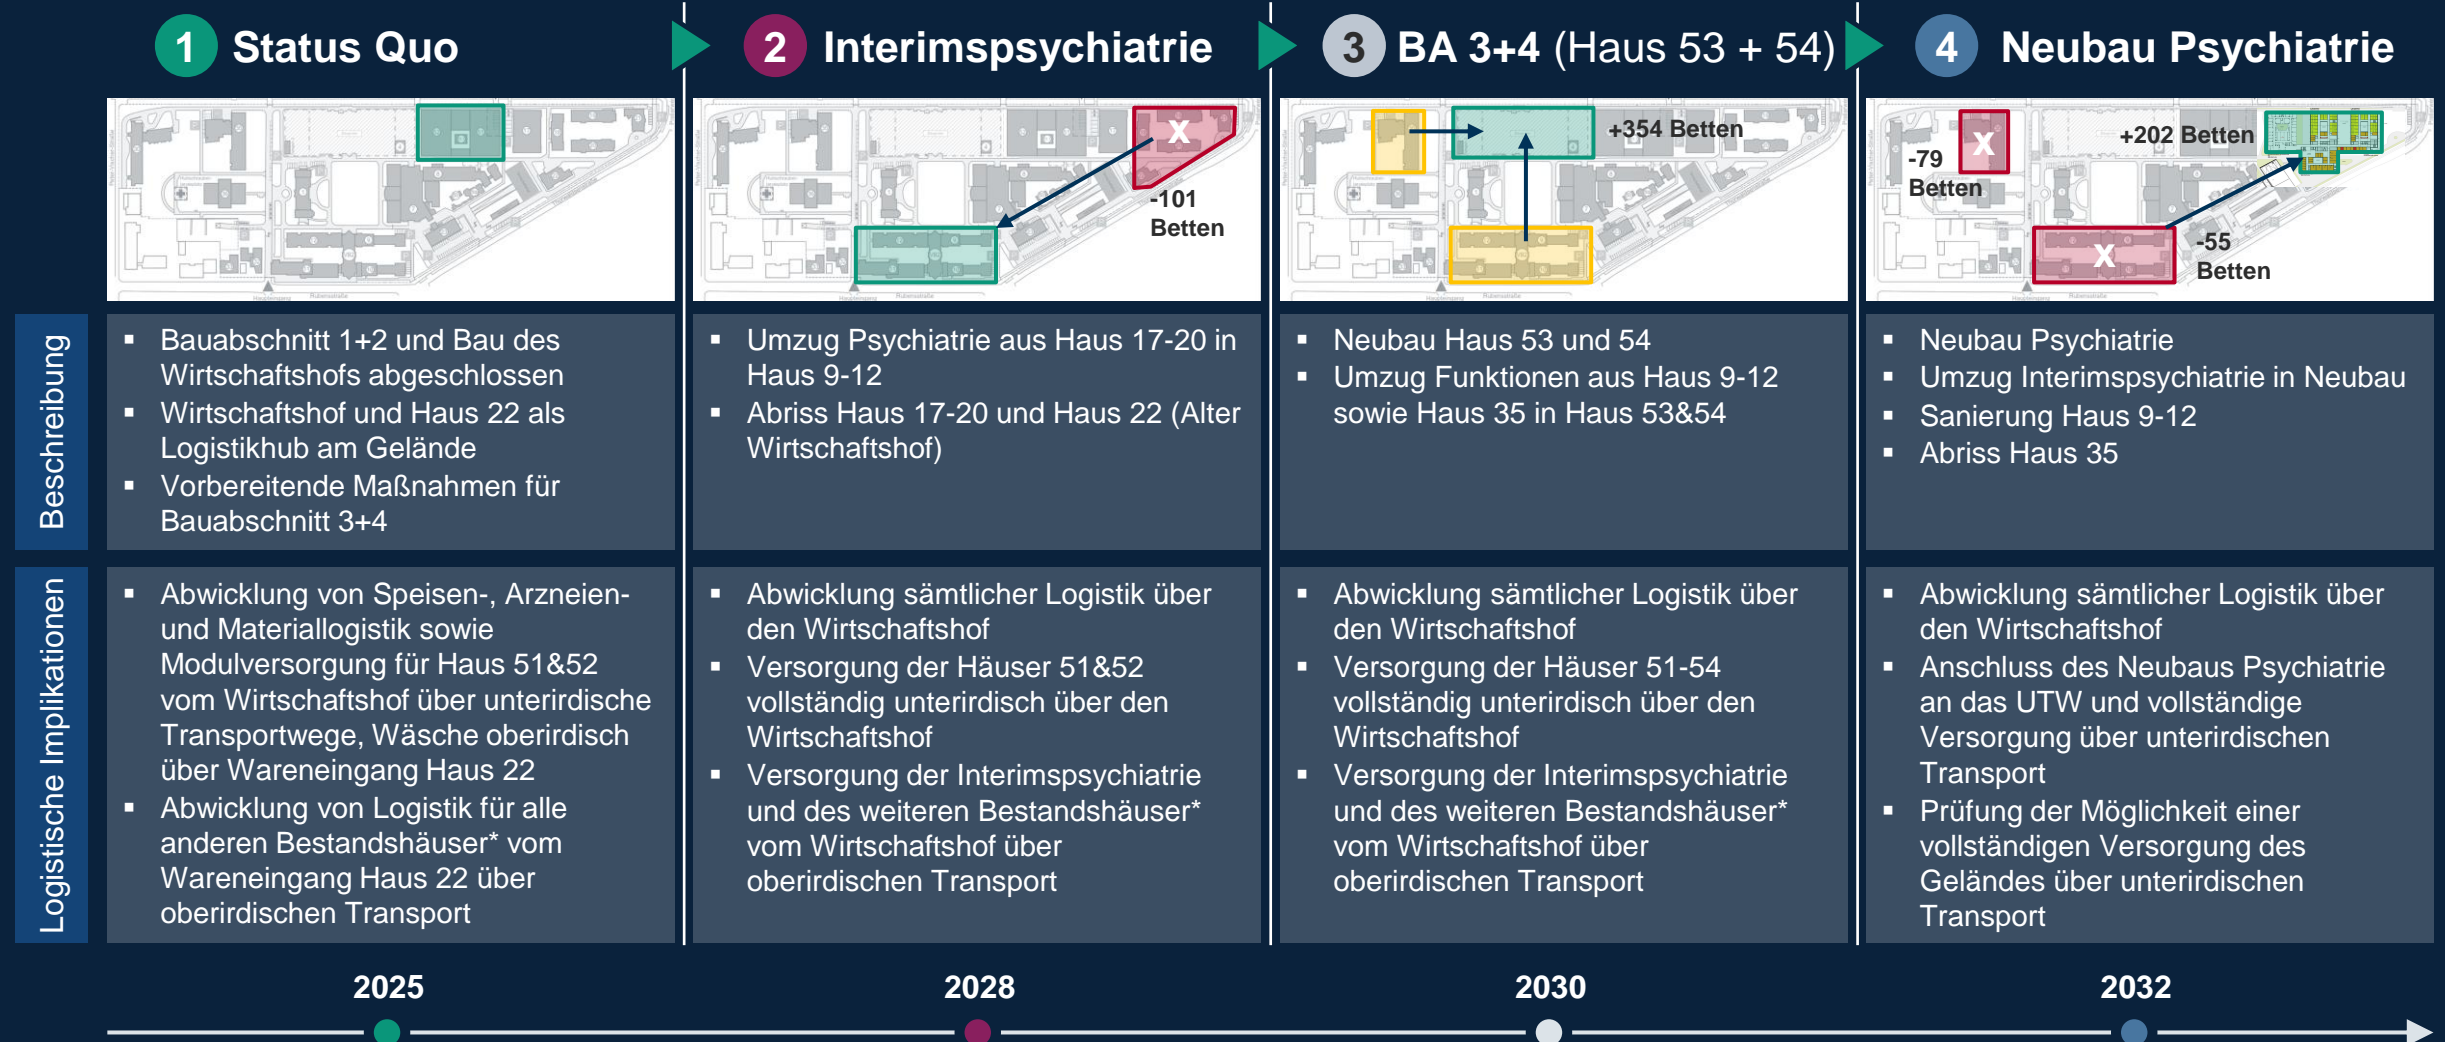 1 Status Quo
2 Interimspsychiatrie
3 BA 3+4 (Haus 53 + 54)
4 Neubau Psychiatrie
-101
Betten
+354 Betten
-79
Betten
+202 Betten
-55
Betten
Haupteingang
Rubensstraße
Haupteingang
Rubensstraße
Haupteingang
Rubensstraße
Haupteingang
Rubensstraße
Beschreibung
▪ Bauabschnitt 1+2 und Bau des
Wirtschaftshofs abgeschlossen
▪ Wirtschaftshof und Haus 22 als
Logistikhub am Gelände
▪ Vorbereitende Maßnahmen für
Bauabschnitt 3+4
▪ Umzug Psychiatrie aus Haus 17-20 in
Haus 9-12
▪ Abriss Haus 17-20 und Haus 22 (Alter
Wirtschaftshof)
▪ Neubau Haus 53 und 54
▪ Umzug Funktionen aus Haus 9-12
sowie Haus 35 in Haus 53&54
▪ Neubau Psychiatrie
▪ Umzug Interimspsychiatrie in Neubau
▪ Sanierung Haus 9-12
▪ Abriss Haus 35
Logistische Implikationen
▪ Abwicklung von Speisen-, Arzneien-
und Materiallogistik sowie
Modulversorgung für Haus 51&52
vom Wirtschaftshof über unterirdische
Transportwege, Wäsche oberirdisch
über Wareneingang Haus 22
▪ Abwicklung von Logistik für alle
anderen Bestandshäuser* vom
Wareneingang Haus 22 über
oberirdischen Transport
▪ Abwicklung sämtlicher Logistik über
den Wirtschaftshof
▪ Versorgung der Häuser 51&52
vollständig unterirdisch über den
Wirtschaftshof
▪ Versorgung der Interimspsychiatrie
und des weiteren Bestandshäuser*
vom Wirtschaftshof über
oberirdischen Transport
▪ Abwicklung sämtlicher Logistik über
den Wirtschaftshof
▪ Versorgung der Häuser 51-54
vollständig unterirdisch über den
Wirtschaftshof
▪ Versorgung der Interimspsychiatrie
und des weiteren Bestandshäuser*
vom Wirtschaftshof über
oberirdischen Transport
▪ Abwicklung sämtlicher Logistik über
den Wirtschaftshof
▪ Anschluss des Neubaus Psychiatrie
an das UTW und vollständige
Versorgung über unterirdischen
Transport
▪ Prüfung der Möglichkeit einer
vollständigen Versorgung des
Geländes über unterirdischen
Transport
2025
2028
2030
2032